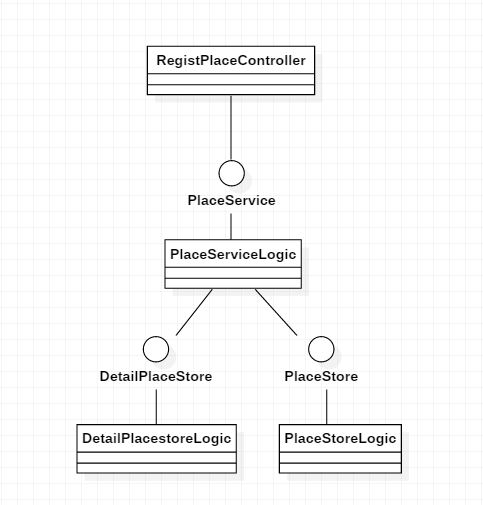 RegistPlaceController
PlaceService
PlaceServiceLogic
DetailPlaceStore
PlaceStore
DetailPlacestoreLogic
PlaceStoreLogic